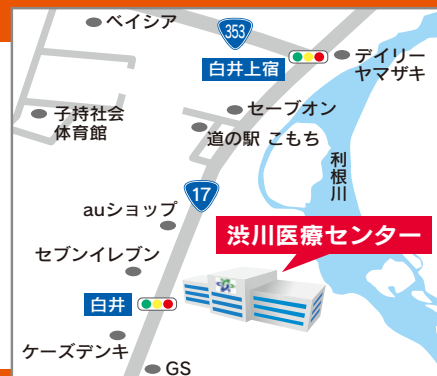 ベイシア
353
白井上宿
デイリー
ヤマザキ
子持社会
体育館
セーブオン
道の駅 こもち
利根川
17
auショップ
渋川医療センター
セブンイレブン
白井
ケーズデンキ
GS